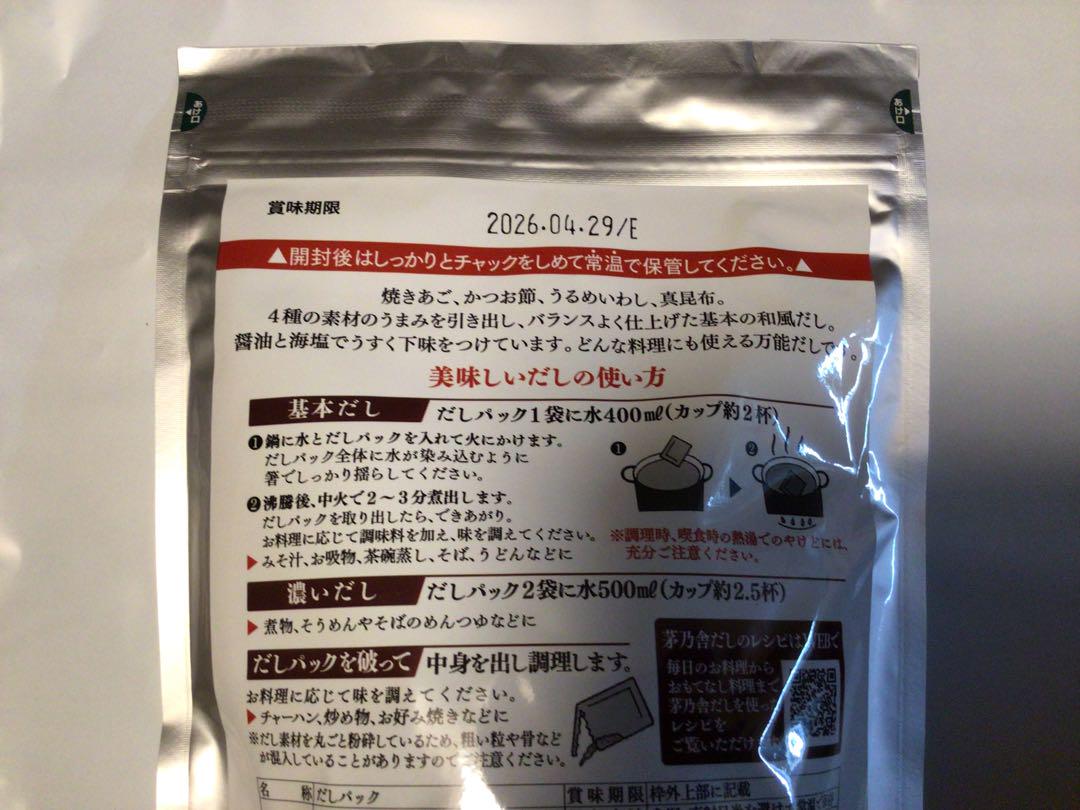 あけ口
あけ口
賞味期限
2026.04.29/E
▲開封後はしっかりとチャックをしめて常温で保管してください。▲
焼きあご、かつお節、うるめいわし、真昆布。
4種の素材のうまみを引き出し、バランスよく仕上げた基本の和風だし。
醤油と海塩でうすく下味をつけています。どんな料理にも使える万能だしです。
美味しいだしの使い方
基本だし だしパック1袋に水400mℓ(カップ約2杯)
❶鍋に水とだしパックを入れて火にかけます。
だしパック全体に水が染み込むように
箸でしっかり揺らしてください。
❷沸騰後、中火で2〜3分煮出します。
だしパックを取り出したら、できあがり。
お料理に応じて調味料を加え、味を調えてください。
▶みそ汁、お吸物、茶碗蒸し、そば、うどんなどに
❶ ❷
※調理時、喫食時の熱湯でのやけどには、
充分ご注意ください。
濃いだし だしパック2袋に水500mℓ(カップ約2.5杯)
▶煮物、そうめんやそばのめんつゆなどに
だしパックを破って 中身を出し調理します。
お料理に応じて味を調えてください。
▶チャーハン、炒め物、お好み焼きなどに
※だし素材を丸ごと粉砕しているため、粗い粒や骨など
が混入していることがありますのでご注意ください。
茅乃舎だしのレシピはWEBで
毎日のお料理から
おもてなし料理まで
茅乃舎だしを使った
レシピを
ご覧いただけ
名称 だしパック 賞味期限 枠外上部に記載